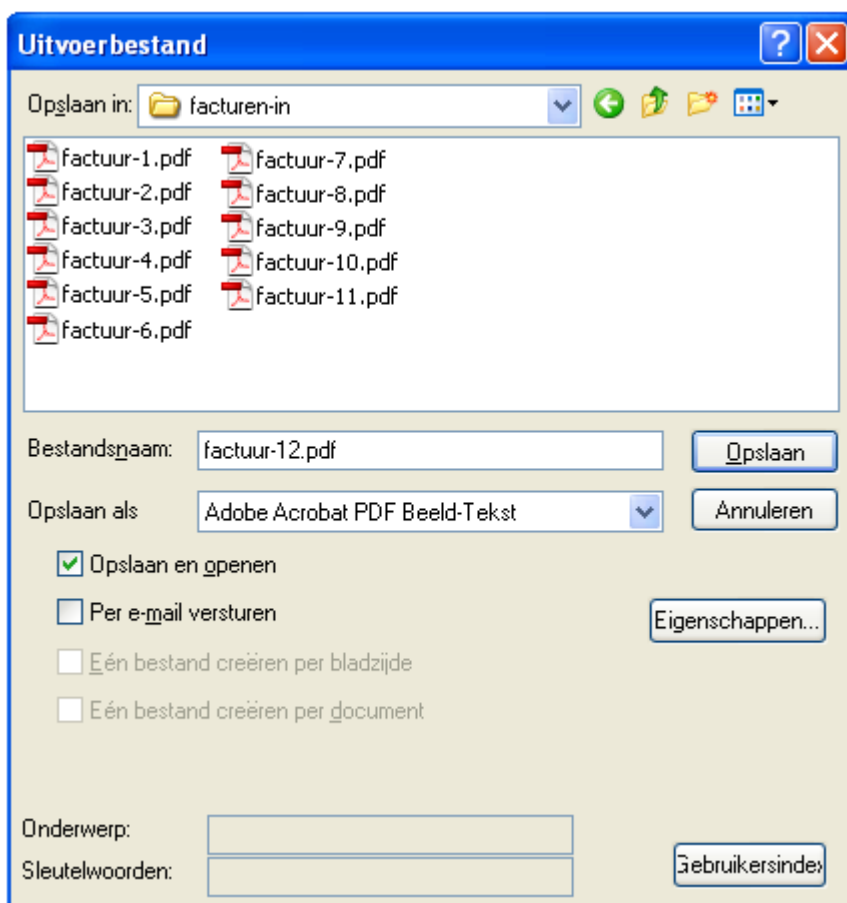 Uitvoerbestand
Opslaan in: facturen-in
factuur-1.pdf
factuur-2.pdf
factuur-3.pdf
factuur-4.pdf
factuur-5.pdf
factuur-6.pdf
factuur-7.pdf
factuur-8.pdf
factuur-9.pdf
factuur-10.pdf
factuur-11.pdf
Bestandsnaam: factuur-12.pdf Opslaan
Opslaan als Adobe Acrobat PDF Beeld-Tekst Annuleren
Opslaan en openen
Per e-mail versturen Eigenschappen...
Eén bestand creëren per bladzijde
Eén bestand creëren per document
Onderwerp:
Sleutelwoorden: Gebruikersindex